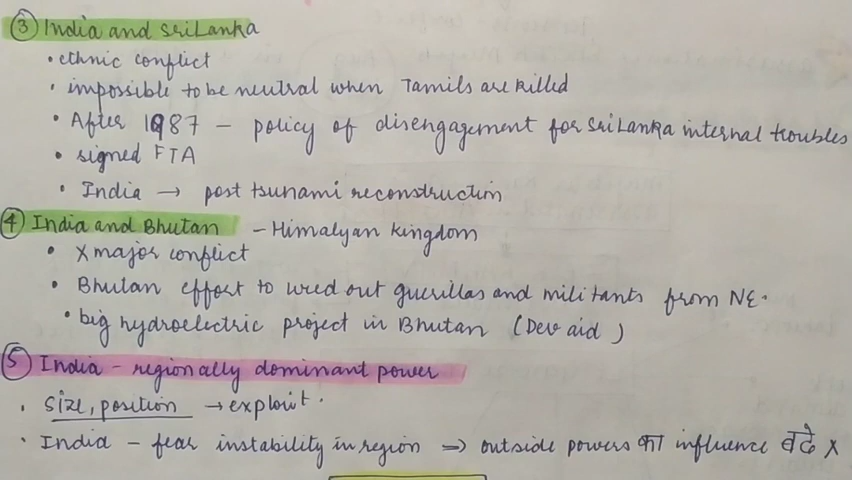 ③ India and SriLanka
• ethnic conflict
• impossible to be neutral when Tamils are killed
• After 1987 – policy of disengagement for SriLanka internal troubles
• signed FTA
• India → post tsunami reconstruction
④ India and Bhutan – Himalyan kingdom
• X major conflict
• Bhutan effort to weed out guerillas and militants from NE.
• big hydroelectric project in Bhutan (Dev aid)
⑤ India – regionally dominant power
• size, position → exploit.
• India – fear instability in region ⇒ outside powers का influence बढे X